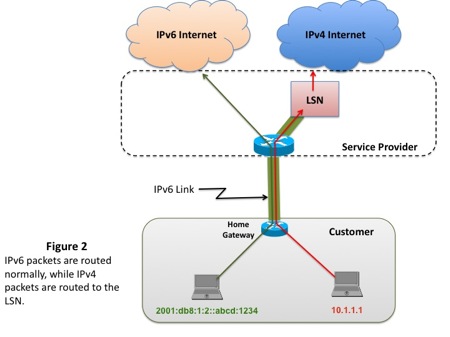 IPv6 Internet
IPv4 Internet
LSN
Service Provider
IPv6 Link
Home
Gateway
Customer
Figure 2
IPv6 packets are routed
normally, while IPv4
packets are routed to the
LSN.
2001:db8:1:2::abcd:1234
10.1.1.1